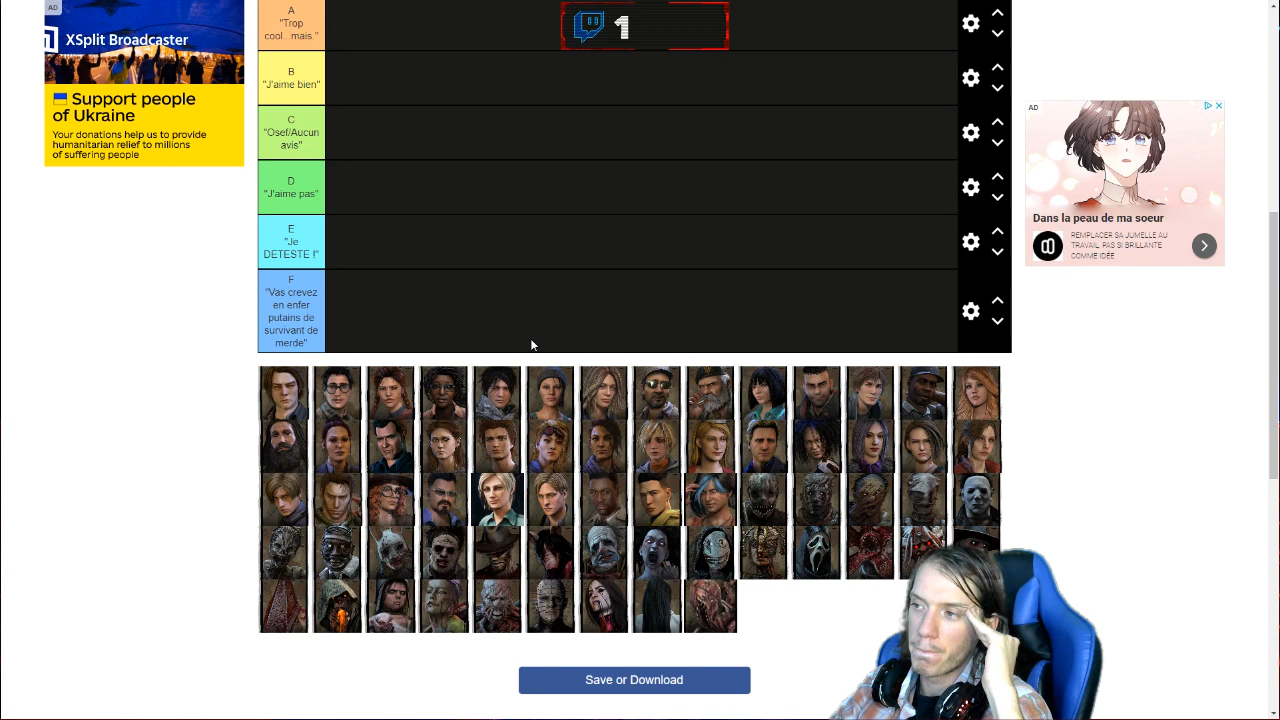 AD
XSplit Broadcaster
Support people
of Ukraine
Your donations help us to provide
humanitarian relief to millions
of suffering people
A
"Trop
cool... mais."
1
B
"J'aime bien"
C
"Osef/Aucun
avis"
D
"J'aime pas"
E
"Je
DETESTE !"
F
"Vas crevez
en enfer
putains de
survivant de
merde"
AD
Dans la peau de ma soeur
REMPLACER SA JUMELLE AU
TRAVAIL, PAS SI BRILLANTE
COMME IDÉE
Save or Download